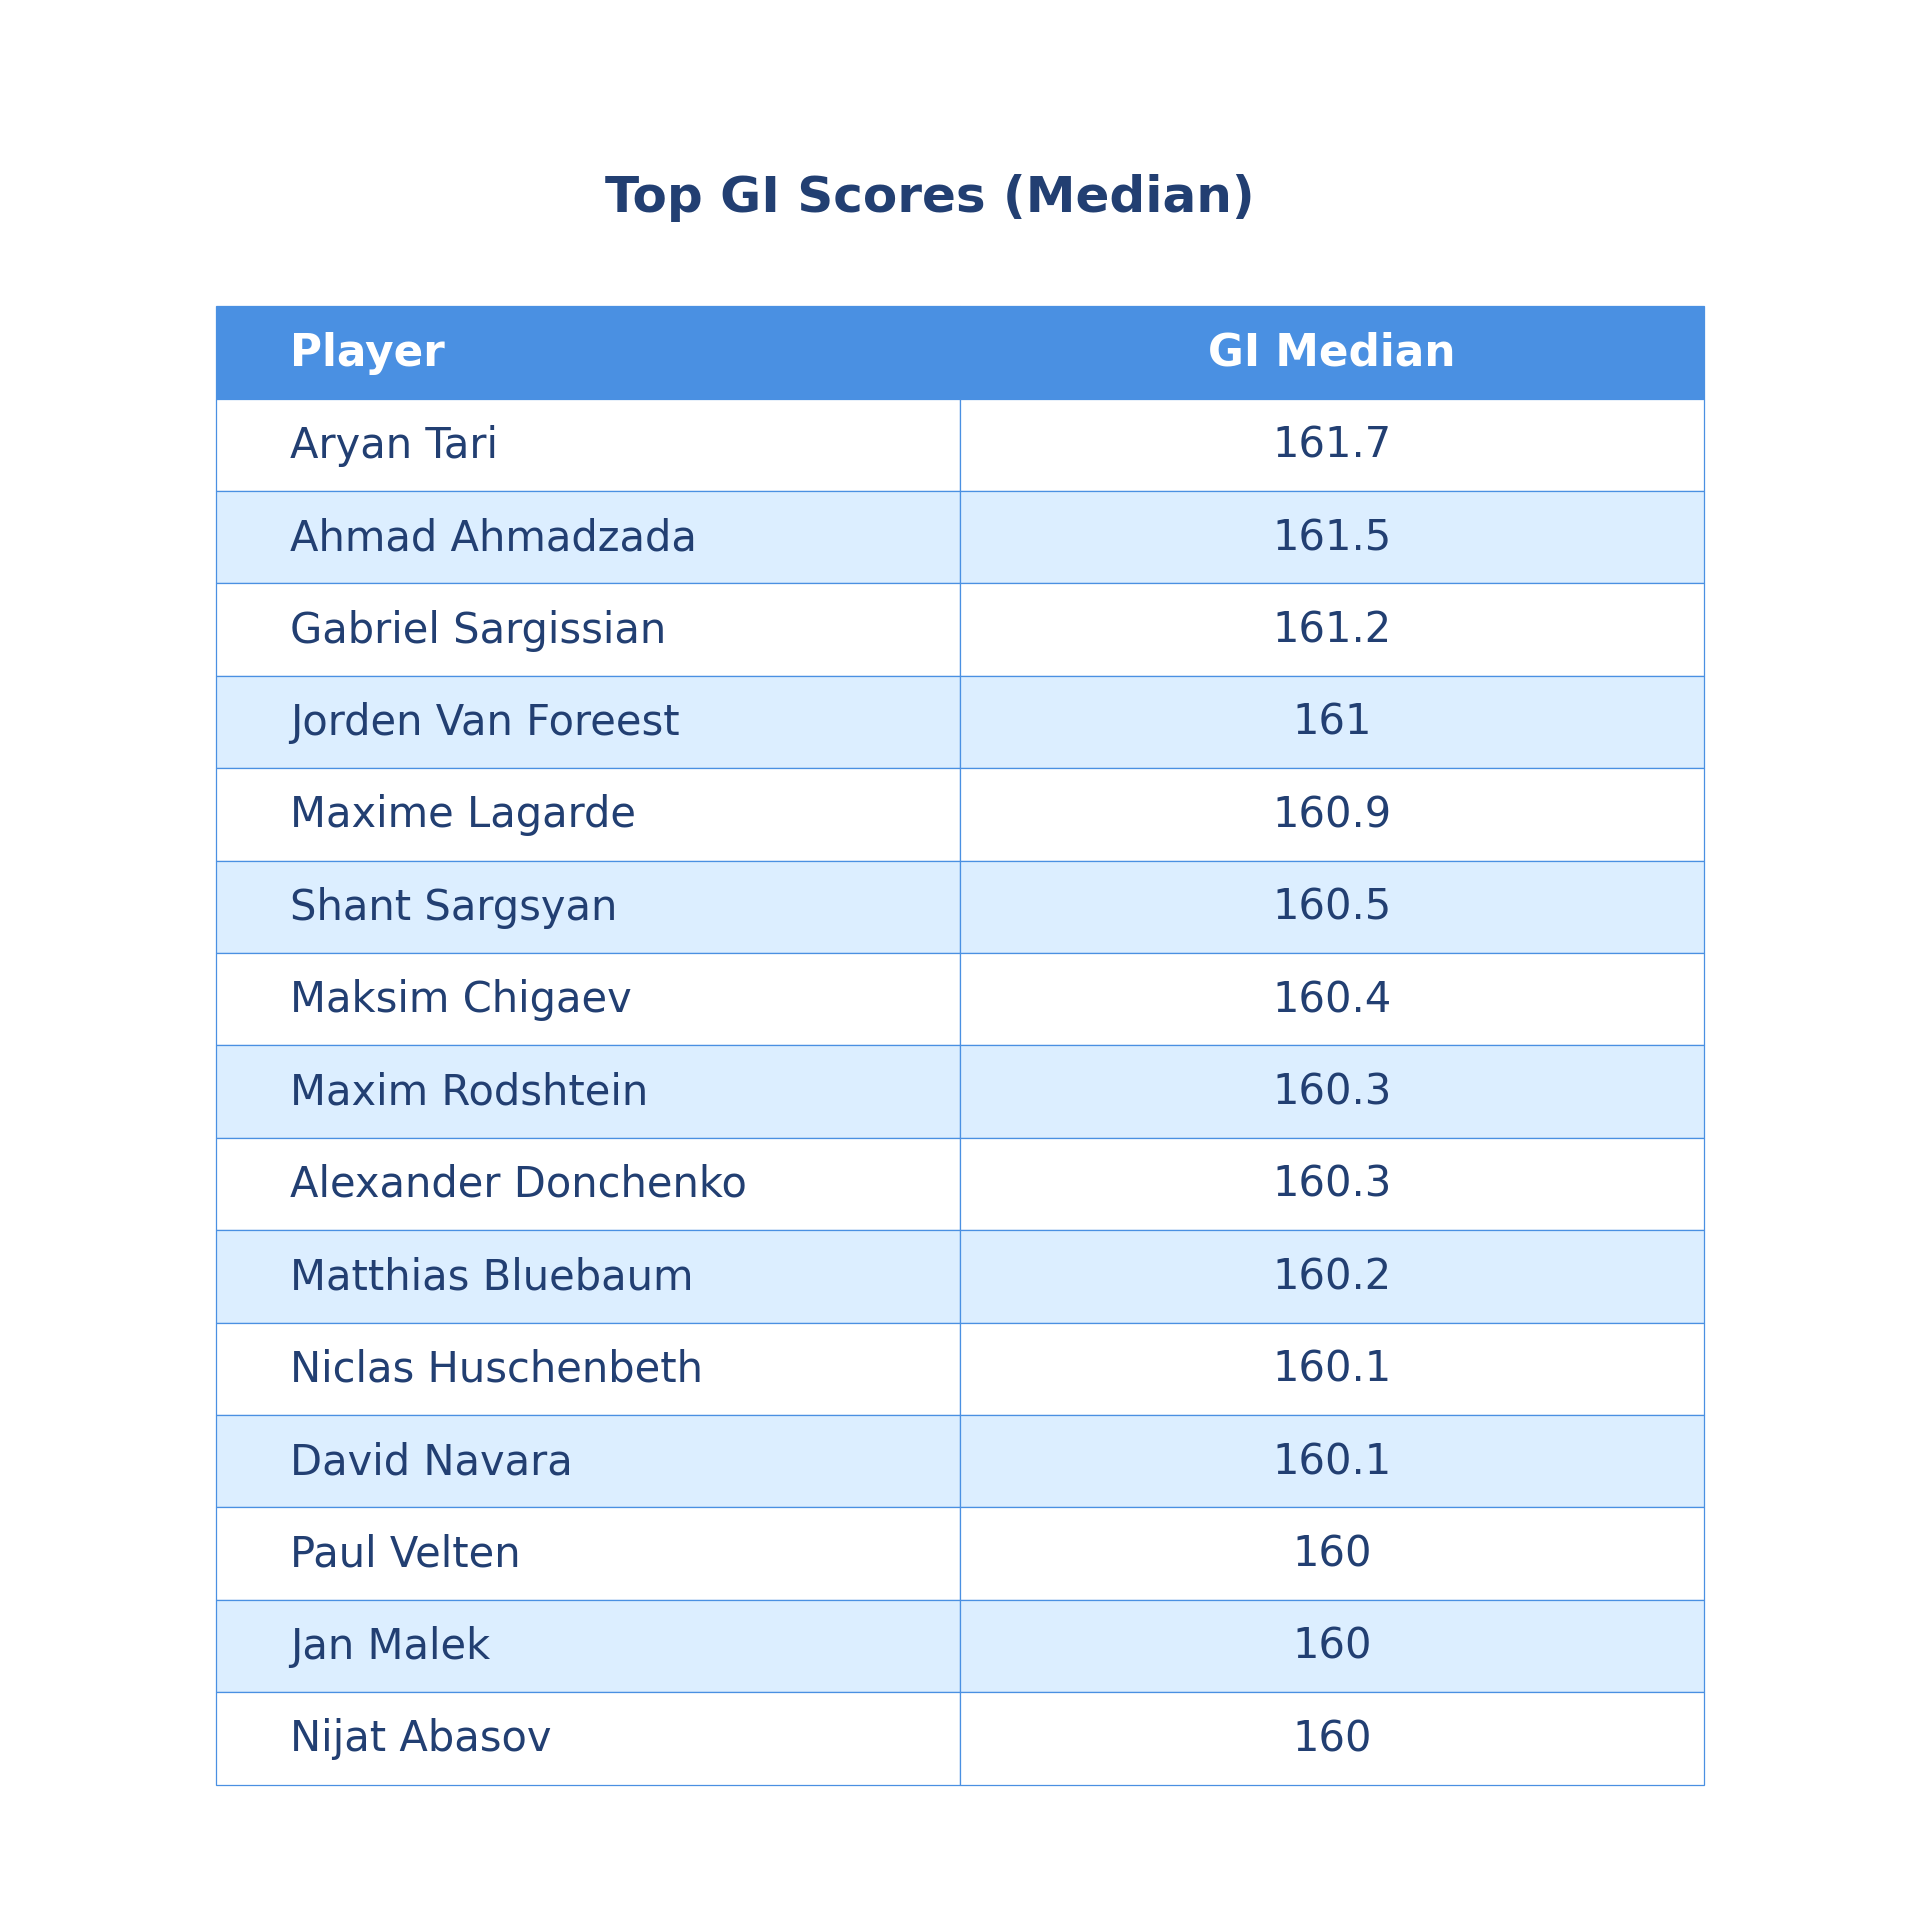 Top GI Scores (Median)
Player GI Median
Aryan Tari 161.7
Ahmad Ahmadzada 161.5
Gabriel Sargissian 161.2
Jorden Van Foreest 161
Maxime Lagarde 160.9
Shant Sargsyan 160.5
Maksim Chigaev 160.4
Maxim Rodshtein 160.3
Alexander Donchenko 160.3
Matthias Bluebaum 160.2
Niclas Huschenbeth 160.1
David Navara 160.1
Paul Velten 160
Jan Malek 160
Nijat Abasov 160